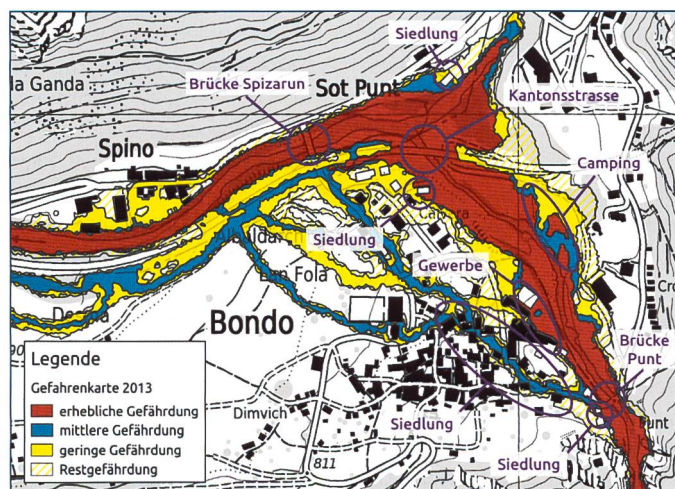 Siedlung
la Ganda
Brücke Spizarun
Sot Punt
Kantonsstrasse
Spino
Camping
Siedlung
Gewerbe
Bondo
Brücke
Punt
Legende
Gefahrenkarte 2013
erhebliche Gefährdung
mittlere Gefährdung
geringe Gefährdung
Restgefährdung
Dimvich
811
Siedlung
Siedlung